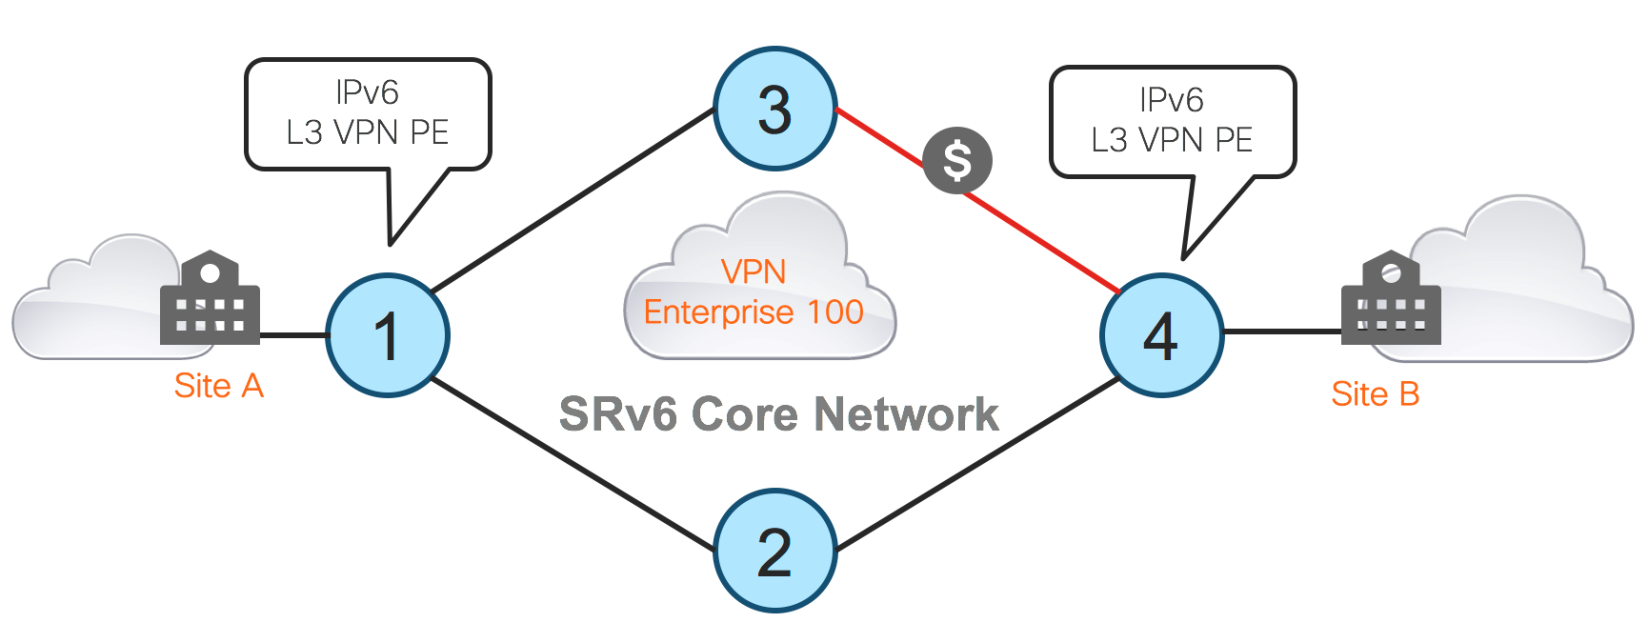 IPv6
L3 VPN PE
3
$
IPv6
L3 VPN PE
VPN
Enterprise 100
1
4
Site A
Site B
SRv6 Core Network
2